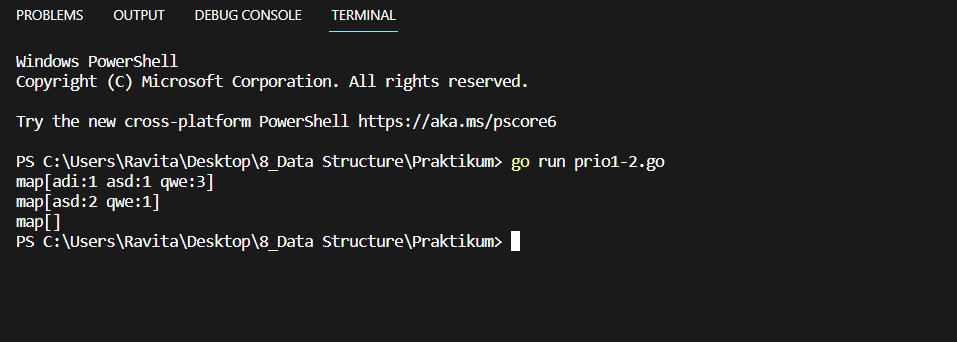 PROBLEMS OUTPUT DEBUG CONSOLE TERMINAL
Windows PowerShell
Copyright (C) Microsoft Corporation. All rights reserved.
Try the new cross-platform PowerShell https://aka.ms/pscore6
PS C:\Users\Ravita\Desktop\8_Data Structure\Praktikum> go run prio1-2.go
map[adi:1 asd:1 qwe:3]
map[asd:2 qwe:1]
map[]
PS C:\Users\Ravita\Desktop\8_Data Structure\Praktikum>